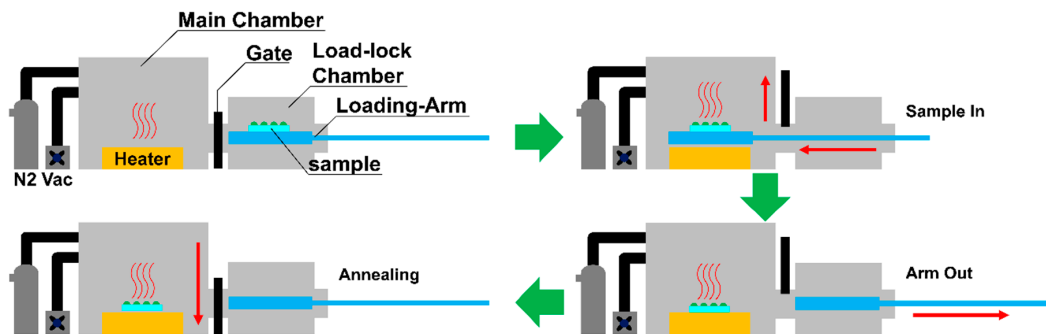 Main Chamber
Gate
Load-lock
Chamber
Loading-Arm
Heater
sample
N2 Vac
Sample In
Annealing
Arm Out